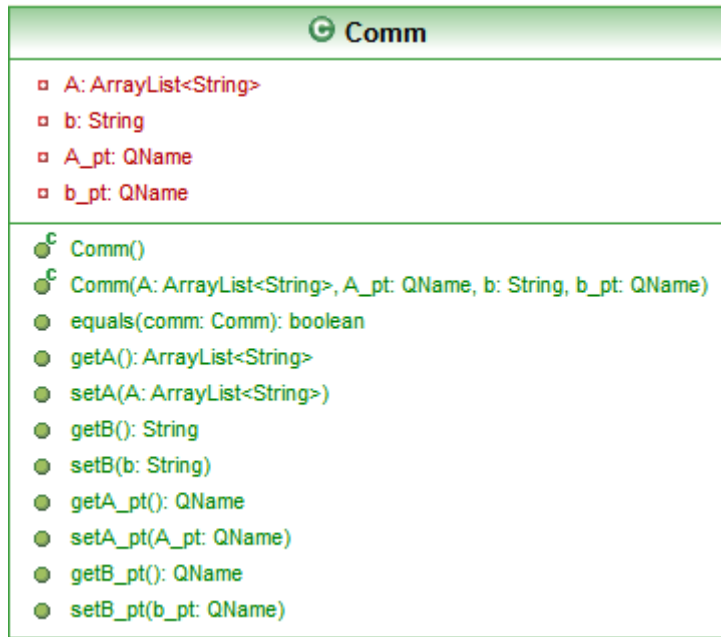 C Comm
A: ArrayList<String>
b: String
A_pt: QName
b_pt: QName
C Comm()
C Comm(A: ArrayList<String>, A_pt: QName, b: String, b_pt: QName)
equals(comm: Comm): boolean
getA(): ArrayList<String>
setA(A: ArrayList<String>)
getB(): String
setB(b: String)
getA_pt(): QName
setA_pt(A_pt: QName)
getB_pt(): QName
setB_pt(b_pt: QName)